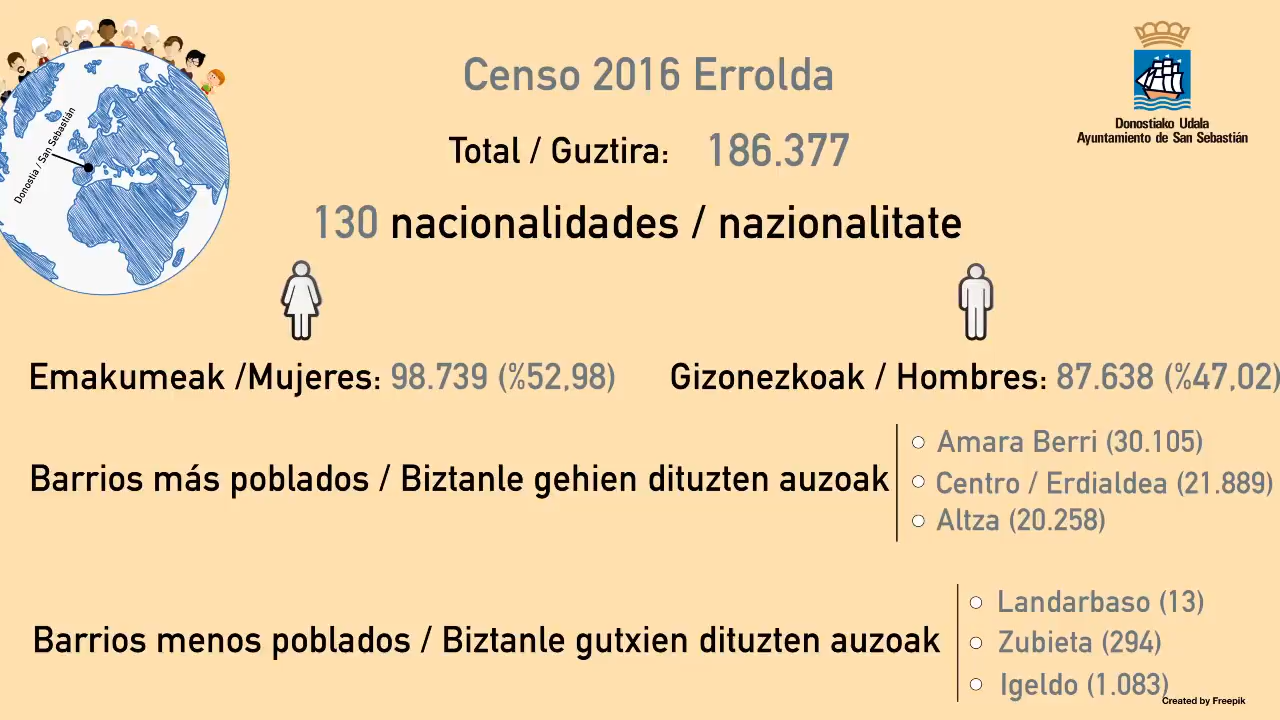 Censo 2016 Errolda
Donostiako Udala
Ayuntamiento de San Sebastián
Donostia / San Sebastián
Total / Guztira: 186.377
130 nacionalidades / nazionalitate
Emakumeak /Mujeres: 98.739 (%52,98)
Gizonezkoak / Hombres: 87.638 (%47,02)
Barrios más poblados / Biztanle gehien dituzten auzoak
Amara Berri (30.105)
Centro / Erdialdea (21.889)
Altza (20.258)
Barrios menos poblados / Biztanle gutxien dituzten auzoak
Landarbaso (13)
Zubieta (294)
Igeldo (1.083)
Created by Freepik